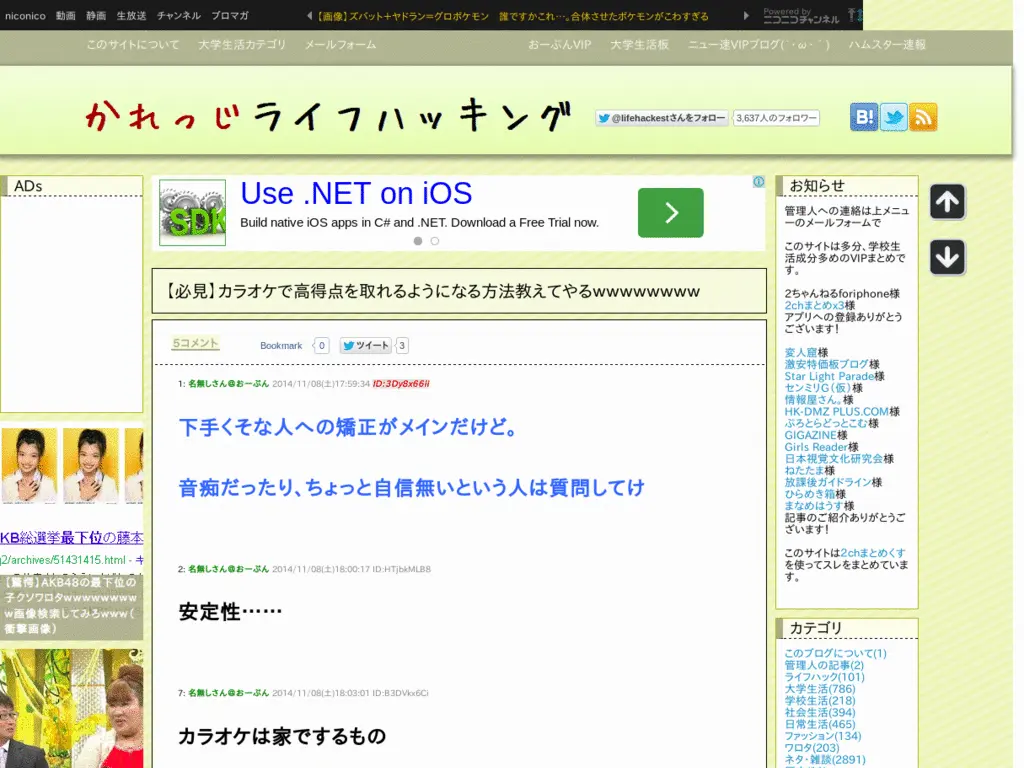 niconico 動画 静画 生放送 チャンネル ブロマガ
【画像】ズバット＋ヤドラン＝グロポケモン 誰ですかこれ…。合体させたポケモンがこわすぎる
Powered by
ニコニコチャンネル
このサイトについて 大学生活カテゴリ メールフォーム おーぷんVIP 大学生活板 ニュー速VIPブログ(`･ω･´) ハムスター速報
かれっじライフハッキング
@lifehackestさんをフォロー 3,637人のフォロワー
B!
ADs
Use .NET on iOS
Build native iOS apps in C# and .NET. Download a Free Trial now.
SDK
【必見】カラオケで高得点を取れるようになる方法教えてやるwwwwwwww
5コメント Bookmark 0 ツイート 3
1: 名無しさん＠おーぷん 2014/11/08(土)17:59:34 ID:3Dy8x66il
下手くそな人への矯正がメインだけど。
音痴だったり、ちょっと自信無いという人は質問してけ
2: 名無しさん＠おーぷん 2014/11/08(土)18:00:17 ID:HTjbkMLB8
安定性……
7: 名無しさん＠おーぷん 2014/11/08(土)18:03:01 ID:B3DVkx6Ci
カラオケは家でするもの
KB総選挙最下位の藤本
q2/archives/51431415.html - キ
【驚愕】AKB48の最下位の
子クソワロタwwwwwwww
w画像検索してみろwww(
衝撃画像)
お知らせ
管理人への連絡は上メニュ
ーのメールフォームで
このサイトは多分、学校生
活成分多めのVIPまとめで
す。
2ちゃんねるforiphone様
2chまとめx3様
アプリへの登録ありがとう
ございます!
変人窟様
激安特価板ブログ様
Star Light Parade様
センミリG（仮）様
情報屋さん。様
HK-DMZ PLUS.COM様
ぷろとらどっとこむ様
GIGAZINE様
Girls Reader様
日本視覚文化研究会様
ねたたま様
放課後ガイドライン様
ひらめき箱様
まなめはうす様
記事のご紹介ありがとうご
ざいます!
このサイトは2chまとめくす
を使ってスレをまとめていま
す。
カテゴリ
このブログについて(1)
管理人の記事(2)
ライフハック(101)
大学生活(786)
学校生活(218)
社会生活(394)
日常生活(465)
ファッション(134)
ワロタ(203)
ネタ・雑談(2891)